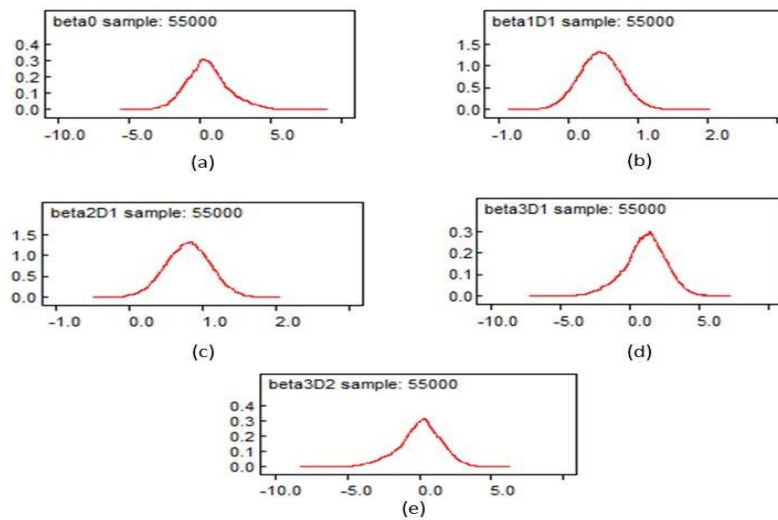 beta0 sample: 55000
0.4
0.3
0.2
0.1
0.0
-10.0 -5.0 0.0 5.0
(a)
beta1D1 sample: 55000
1.5
1.0
0.5
0.0
-1.0 0.0 1.0 2.0
(b)
beta2D1 sample: 55000
1.5
1.0
0.5
0.0
-1.0 0.0 1.0 2.0
(c)
beta3D1 sample: 55000
0.3
0.2
0.1
0.0
-10.0 -5.0 0.0 5.0
(d)
beta3D2 sample: 55000
0.4
0.3
0.2
0.1
0.0
-10.0 -5.0 0.0 5.0
(e)